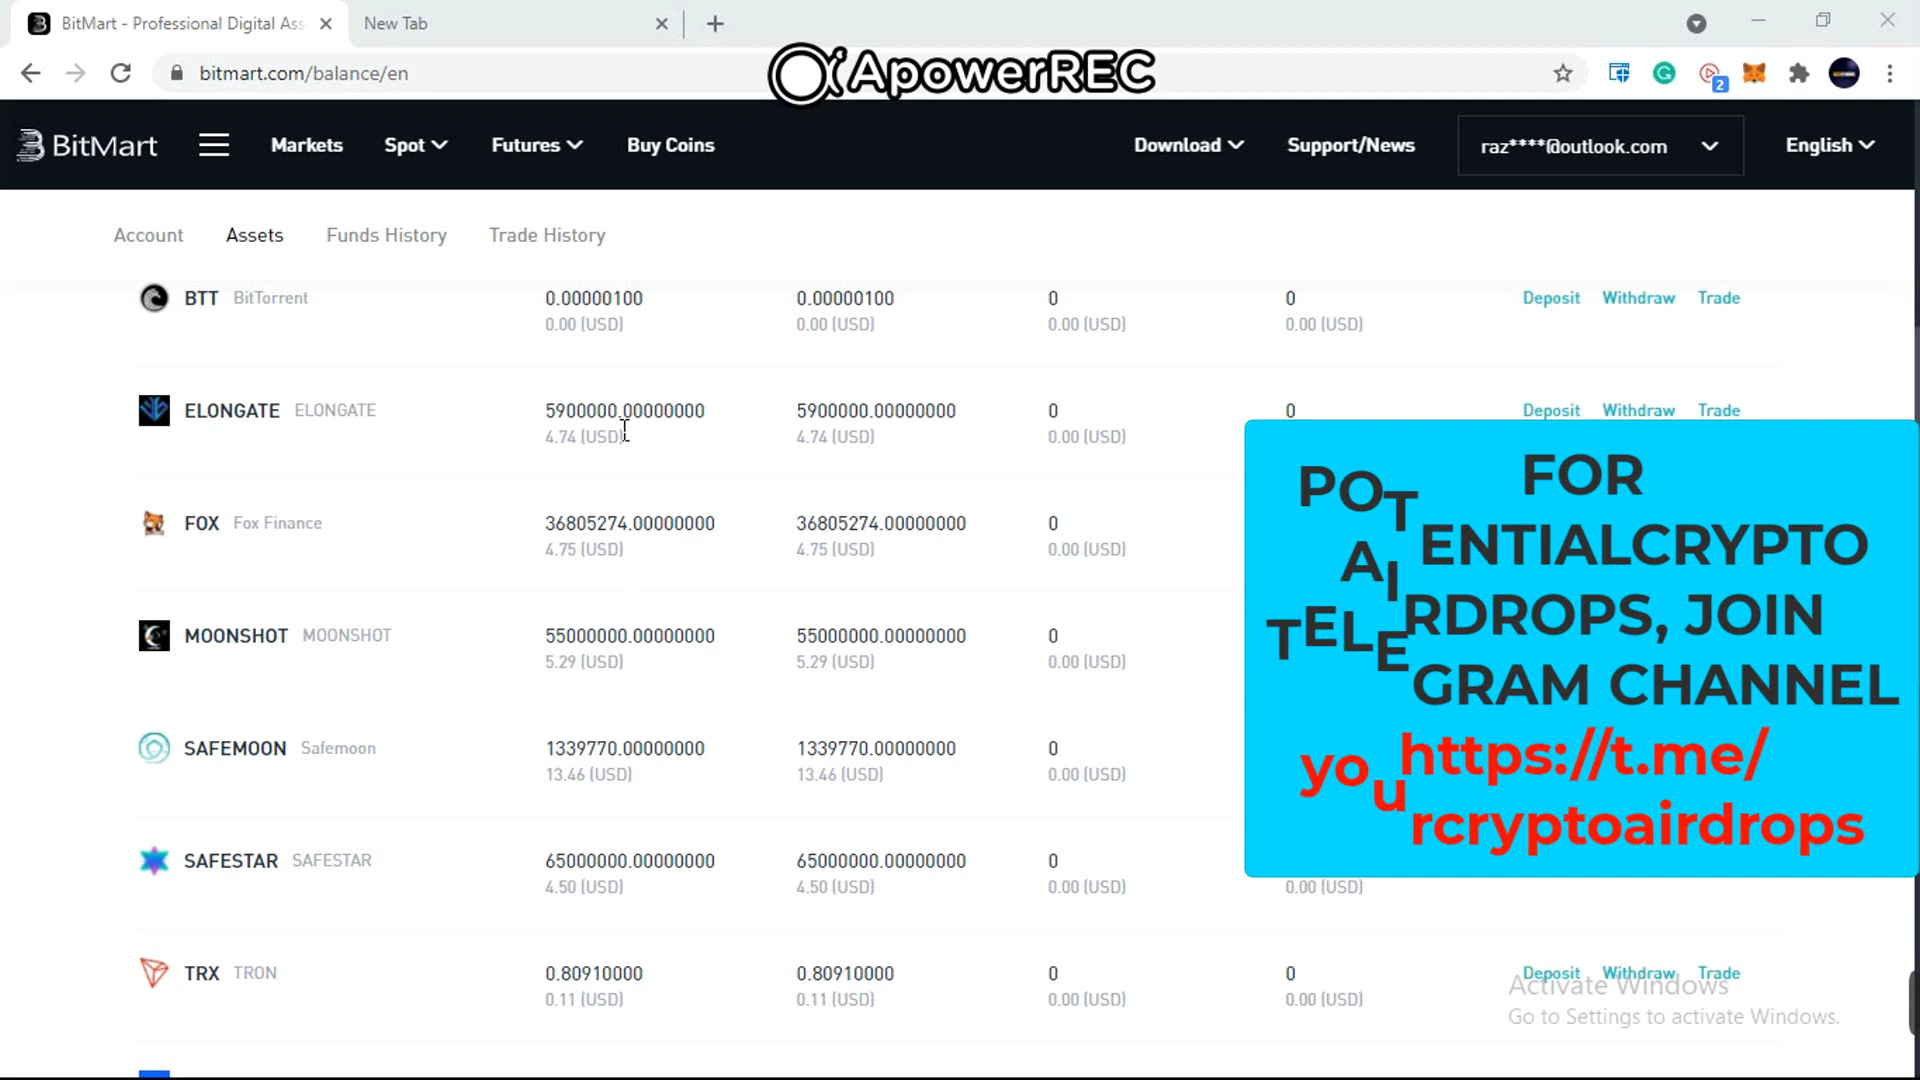 BitMart - Professional Digital Ass
New Tab
bitmart.com/balance/en
ApowerREC
2
BitMart
Markets
Spot
Futures
Buy Coins
Download
Support/News
raz****@outlook.com
English
Account
Assets
Funds History
Trade History
BTT BitTorrent 0.00000100 0.00000100 0 0 Deposit Withdraw Trade
0.00 (USD) 0.00 (USD) 0.00 (USD) 0.00 (USD)
ELONGATE ELONGATE 5900000.00000000 5900000.00000000 0 0 Deposit Withdraw Trade
4.74 (USD) 4.74 (USD) 0.00 (USD)
FOX Fox Finance 36805274.00000000 36805274.00000000 0
4.75 (USD) 4.75 (USD) 0.00 (USD)
MOONSHOT MOONSHOT 55000000.00000000 55000000.00000000 0
5.29 (USD) 5.29 (USD) 0.00 (USD)
SAFEMOON Safemoon 1339770.00000000 1339770.00000000 0
13.46 (USD) 13.46 (USD) 0.00 (USD)
SAFESTAR SAFESTAR 65000000.00000000 65000000.00000000 0
4.50 (USD) 4.50 (USD) 0.00 (USD) 0.00 (USD)
TRX TRON 0.80910000 0.80910000 0 0 Deposit Withdraw Trade
0.11 (USD) 0.11 (USD) 0.00 (USD) 0.00 (USD)
FOR
POTENTIALCRYPTO
AIRDROPS, JOIN
TELEGRAM CHANNEL
https://t.me/
yourcryptoairdrops
Activate Windows
Go to Settings to activate Windows.